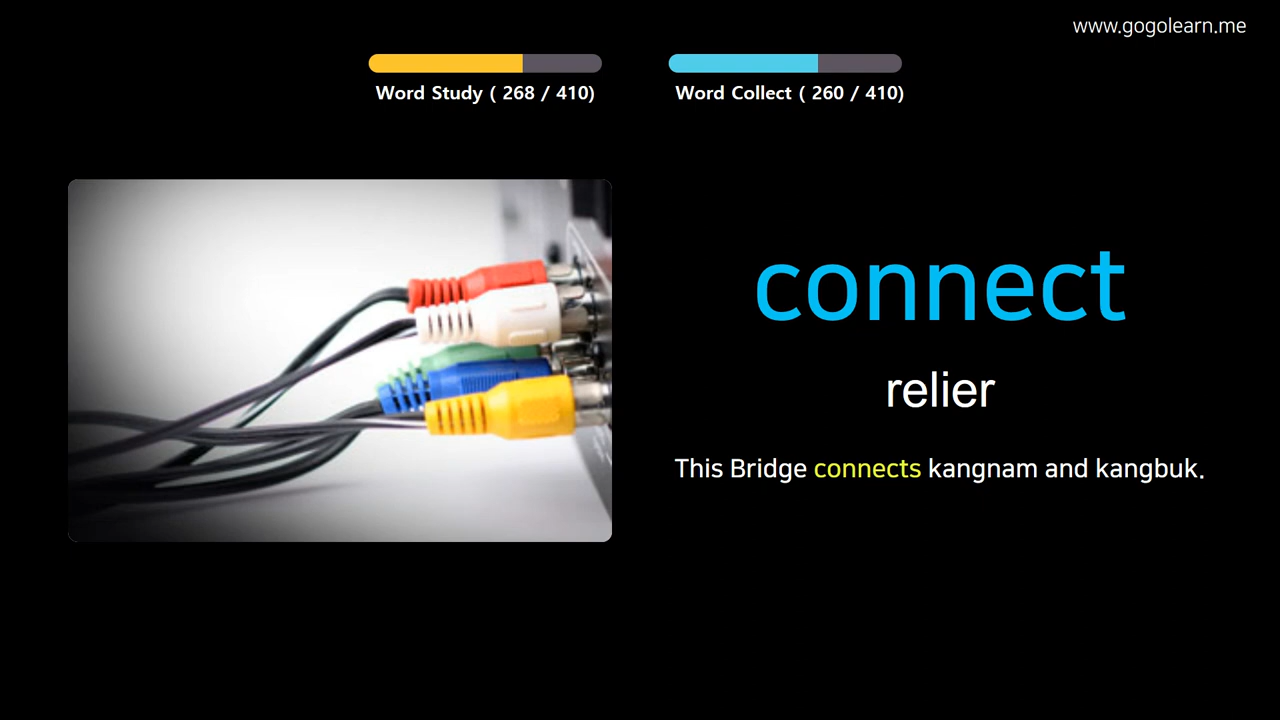 www.gogolearn.me
Word Study ( 268 / 410)
Word Collect ( 260 / 410)
connect
relier
This Bridge connects kangnam and kangbuk.